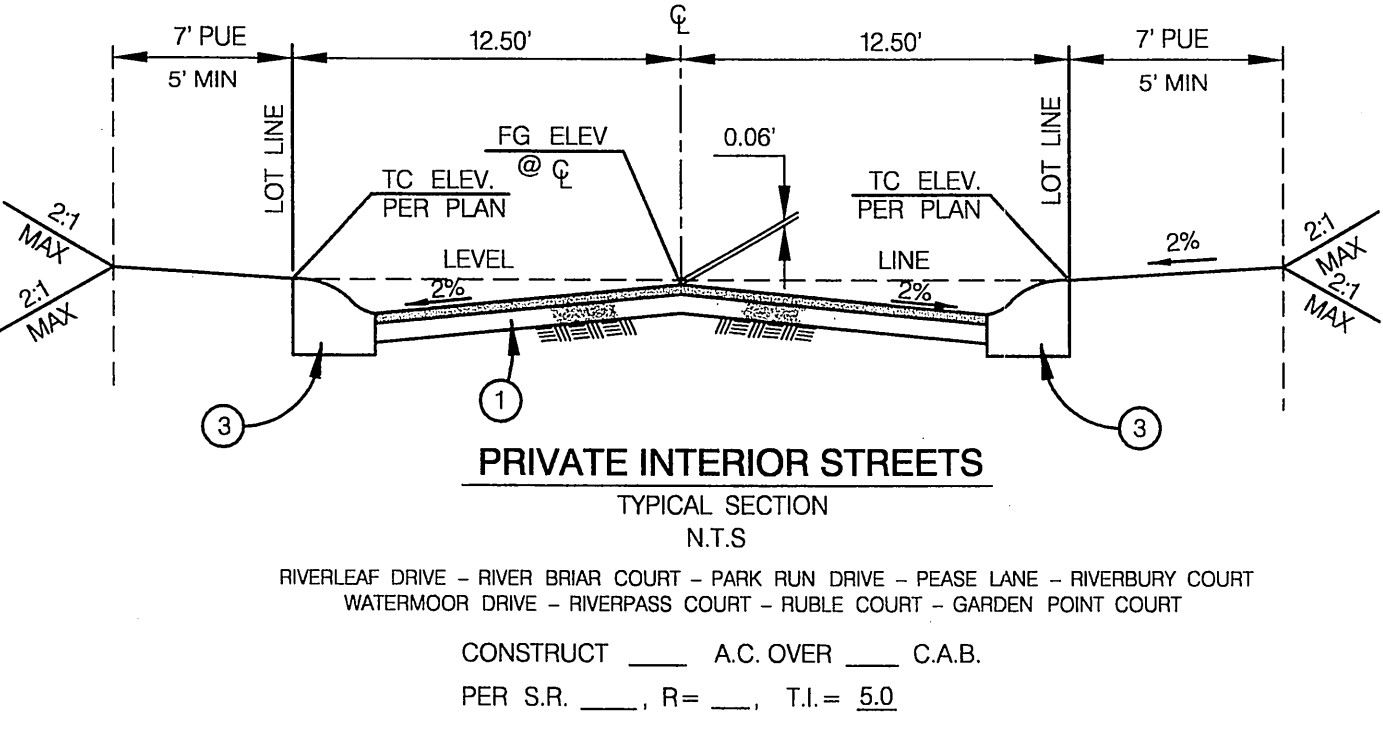 ℄
7' PUE 12.50' 12.50' 7' PUE
5' MIN 5' MIN
LOT LINE
LOT LINE
FG ELEV
@ ℄
0.06'
TC ELEV.
PER PLAN
TC ELEV.
PER PLAN
2:1
MAX
2:1
MAX
LEVEL LINE
2%
2%
2%
2:1
MAX
2:1
MAX
1
3
3
PRIVATE INTERIOR STREETS
TYPICAL SECTION
N.T.S
RIVERLEAF DRIVE – RIVER BRIAR COURT – PARK RUN DRIVE – PEASE LANE – RIVERBURY COURT
WATERMOOR DRIVE – RIVERPASS COURT – RUBLE COURT – GARDEN POINT COURT
CONSTRUCT ____ A.C. OVER ____ C.A.B.
PER S.R. ____, R= ___, T.I.= 5.0